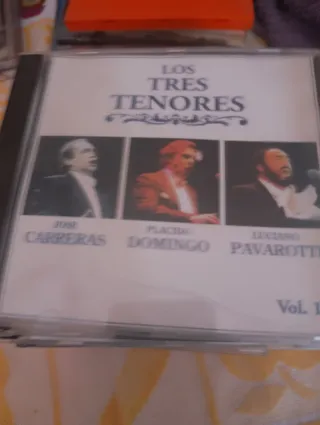 LOS
TRES
TENORES
JOSE PLACIDO LUCIANO
CARRERAS DOMINGO PAVAROTTI
Vol. 1